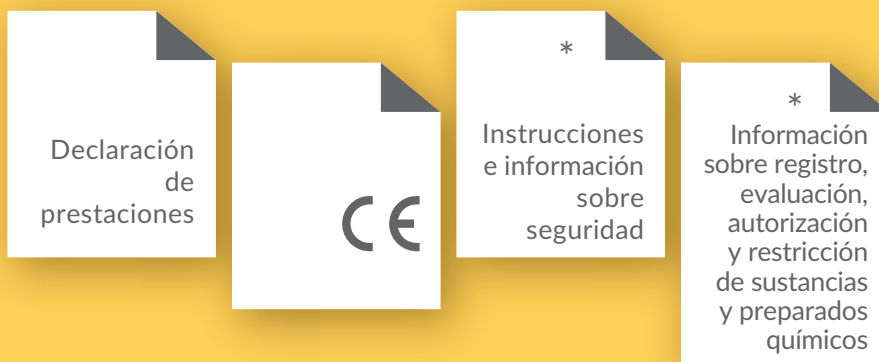 Declaración
de
prestaciones
CE
*
Instrucciones
e información
sobre
seguridad
*
Información
sobre registro,
evaluación,
autorización
y restricción
de sustancias
y preparados
químicos